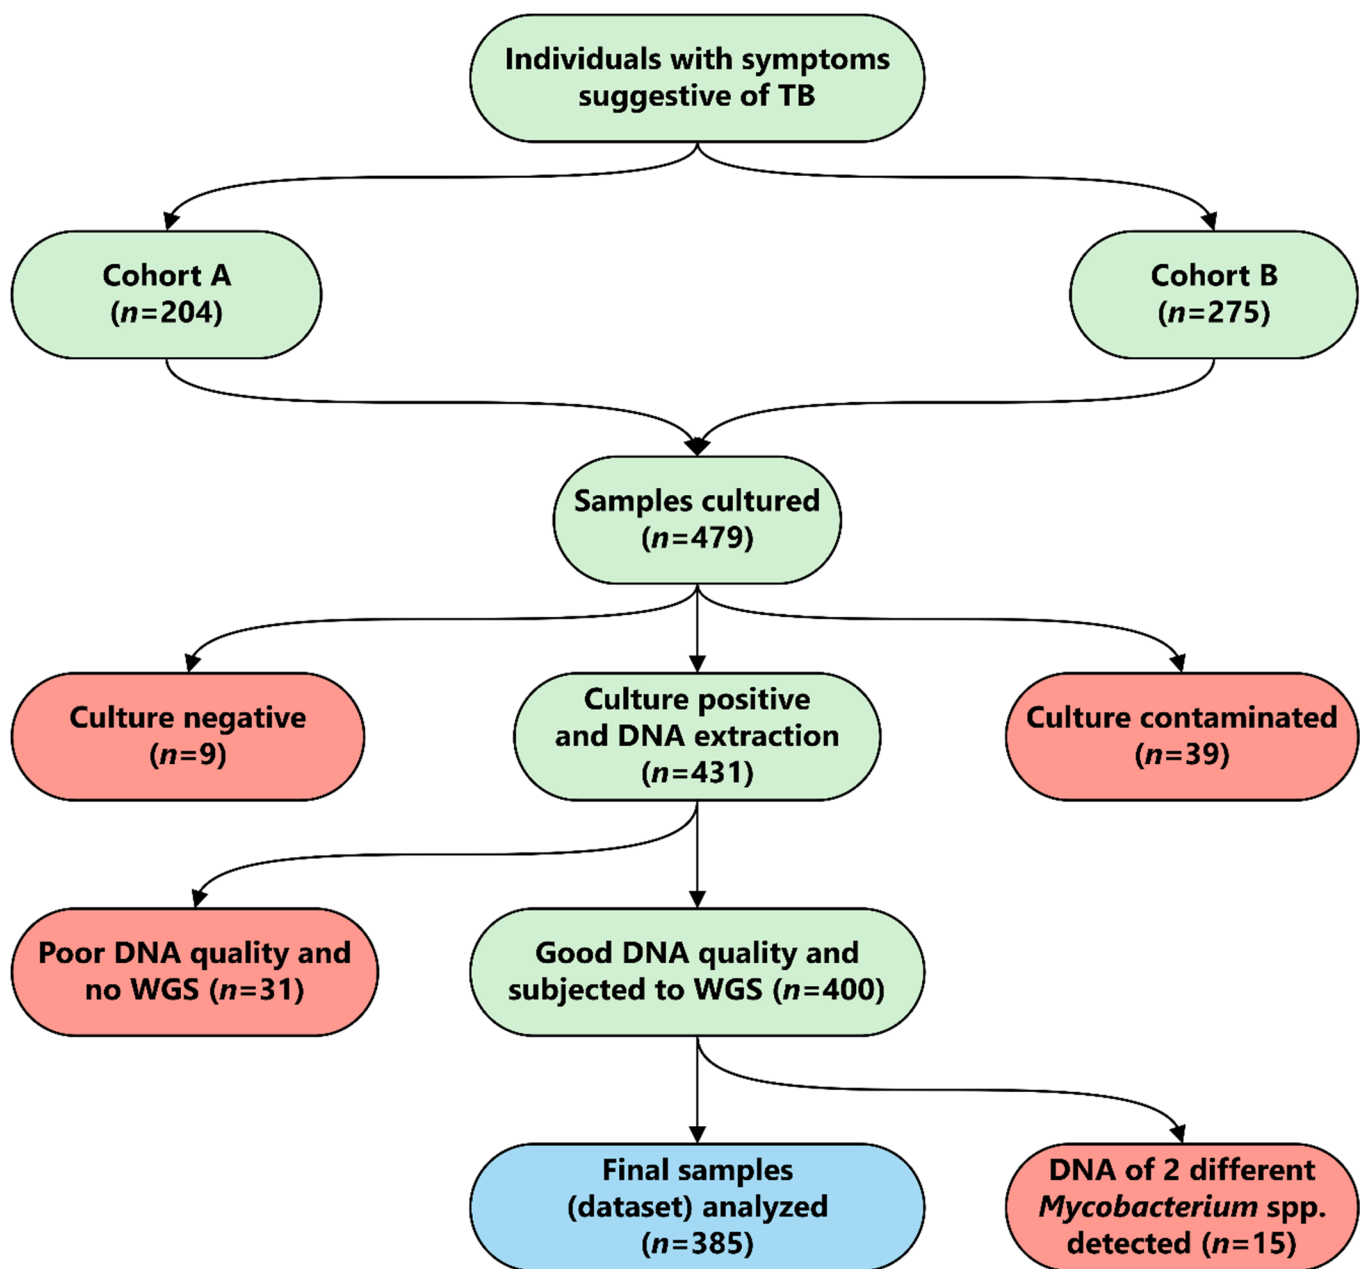 Individuals with symptoms
suggestive of TB
Cohort A
(n=204)
Cohort B
(n=275)
Samples cultured
(n=479)
Culture negative
(n=9)
Culture positive
and DNA extraction
(n=431)
Culture contaminated
(n=39)
Poor DNA quality and
no WGS (n=31)
Good DNA quality and
subjected to WGS (n=400)
Final samples
(dataset) analyzed
(n=385)
DNA of 2 different
Mycobacterium spp.
detected (n=15)